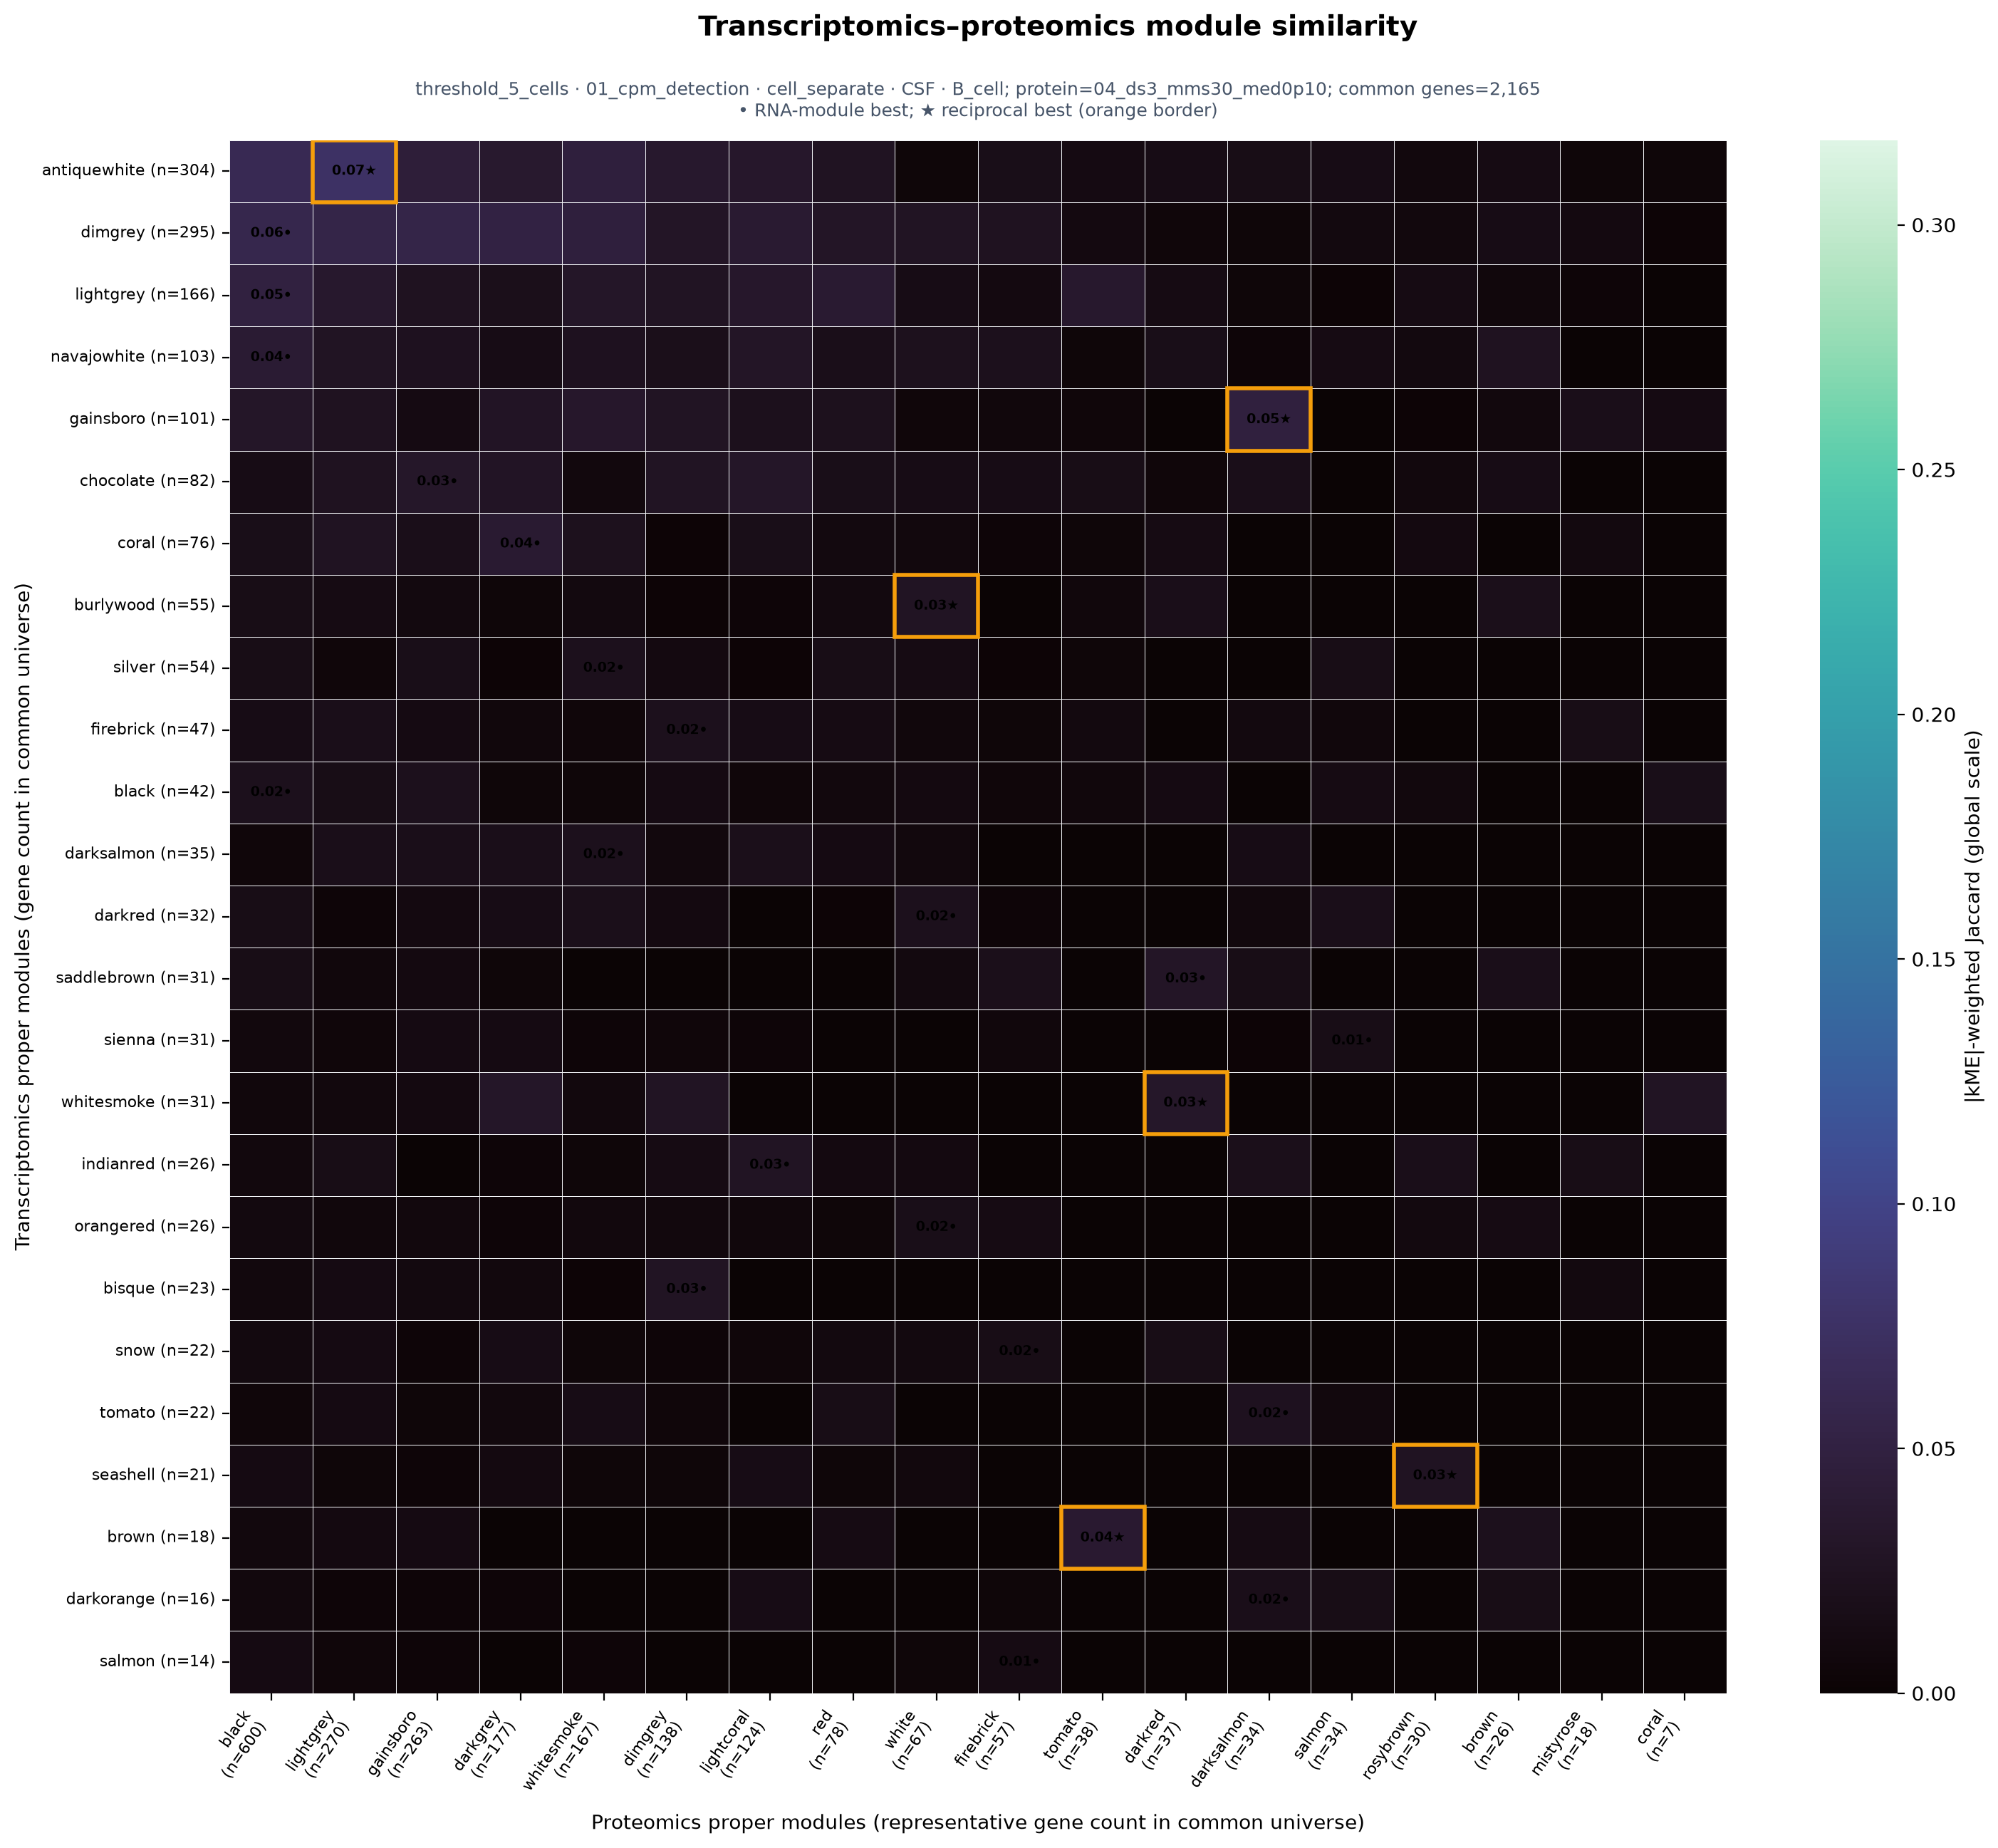 Transcriptomics–proteomics module similarity
threshold_5_cells · 01_cpm_detection · cell_separate · CSF · B_cell; protein=04_ds3_mms30_med0p10; common genes=2,165
• RNA-module best; ★ reciprocal best (orange border)
Transcriptomics proper modules (gene count in common universe)
antiquewhite (n=304)
0.07★
dimgrey (n=295)
0.06•
lightgrey (n=166)
0.05•
navajowhite (n=103)
0.04•
gainsboro (n=101)
0.05★
chocolate (n=82)
0.03•
coral (n=76)
0.04•
burlywood (n=55)
0.03★
silver (n=54)
0.02•
firebrick (n=47)
0.02•
black (n=42)
0.02•
darksalmon (n=35)
0.02•
darkred (n=32)
0.02•
saddlebrown (n=31)
0.03•
sienna (n=31)
0.01•
whitesmoke (n=31)
0.03★
indianred (n=26)
0.03•
orangered (n=26)
0.02•
bisque (n=23)
0.03•
snow (n=22)
0.02•
tomato (n=22)
0.02•
seashell (n=21)
0.03★
brown (n=18)
0.04★
darkorange (n=16)
0.02•
salmon (n=14)
0.01•
black
(n=600)
lightgrey
(n=270)
gainsboro
(n=263)
darkgrey
(n=177)
whitesmoke
(n=167)
dimgrey
(n=138)
lightcoral
(n=124)
red
(n=78)
white
(n=67)
firebrick
(n=57)
tomato
(n=38)
darkred
(n=37)
darksalmon
(n=34)
salmon
(n=34)
rosybrown
(n=30)
brown
(n=26)
mistyrose
(n=18)
coral
(n=7)
Proteomics proper modules (representative gene count in common universe)
0.30
0.25
0.20
0.15
0.10
0.05
0.00
|kME|-weighted Jaccard (global scale)